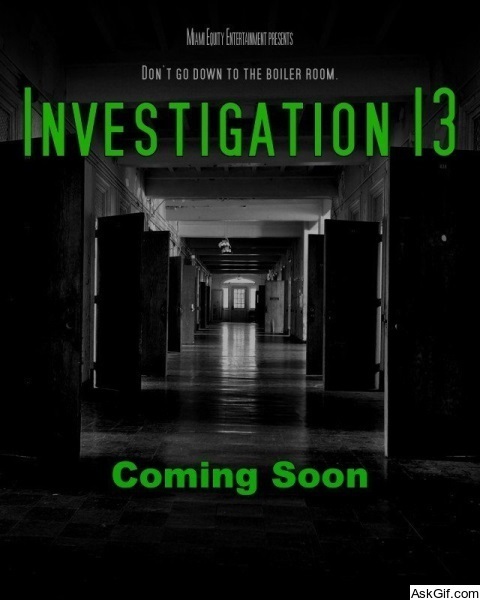 Miami Equity Entertainment presents
Don't go down to the boiler room.
Investigation 13
Coming Soon
AskGif.com